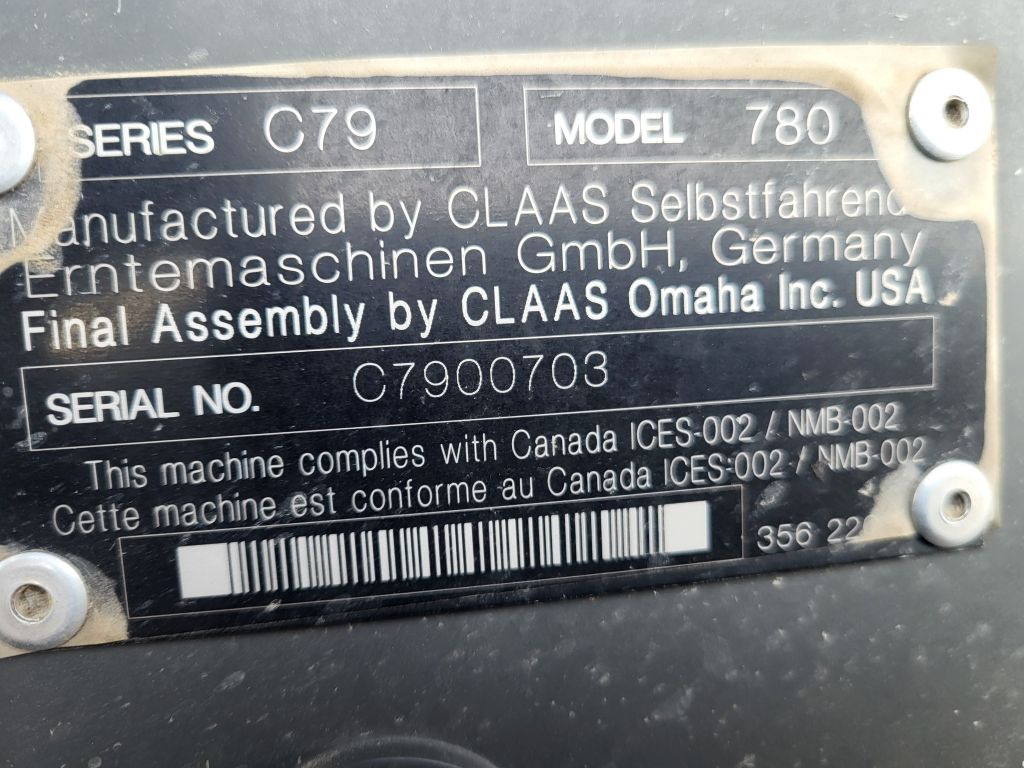 SERIES C79 MODEL 780
Manufactured by CLAAS
Erntemaschinen GmbH, Germany
Final Assembly by CLAAS Omaha Inc. USA
SERIAL NO. C7900703
This machine complies with Canada ICES-002 / NMB-002
Cette machine est conforme au Canada ICES-002 / NMB-002
356